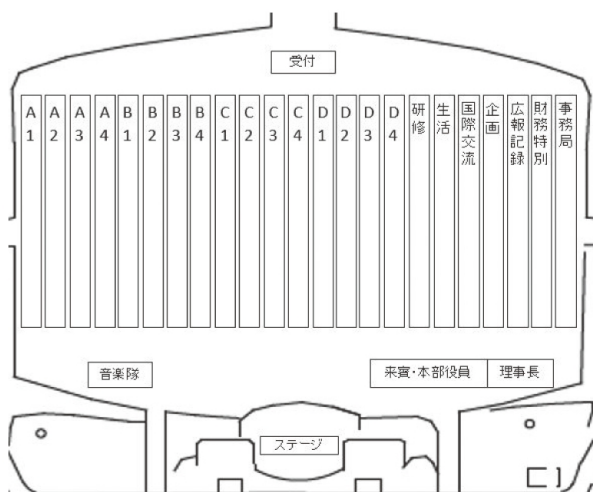 受付
A1
A2
A3
A4
B1
B2
B3
B4
C1
C2
C3
C4
D1
D2
D3
D4
研修
生活
国際交流
企画
広報記録
財務特別
事務局
音楽隊
来賓・本部役員
理事長
ステージ